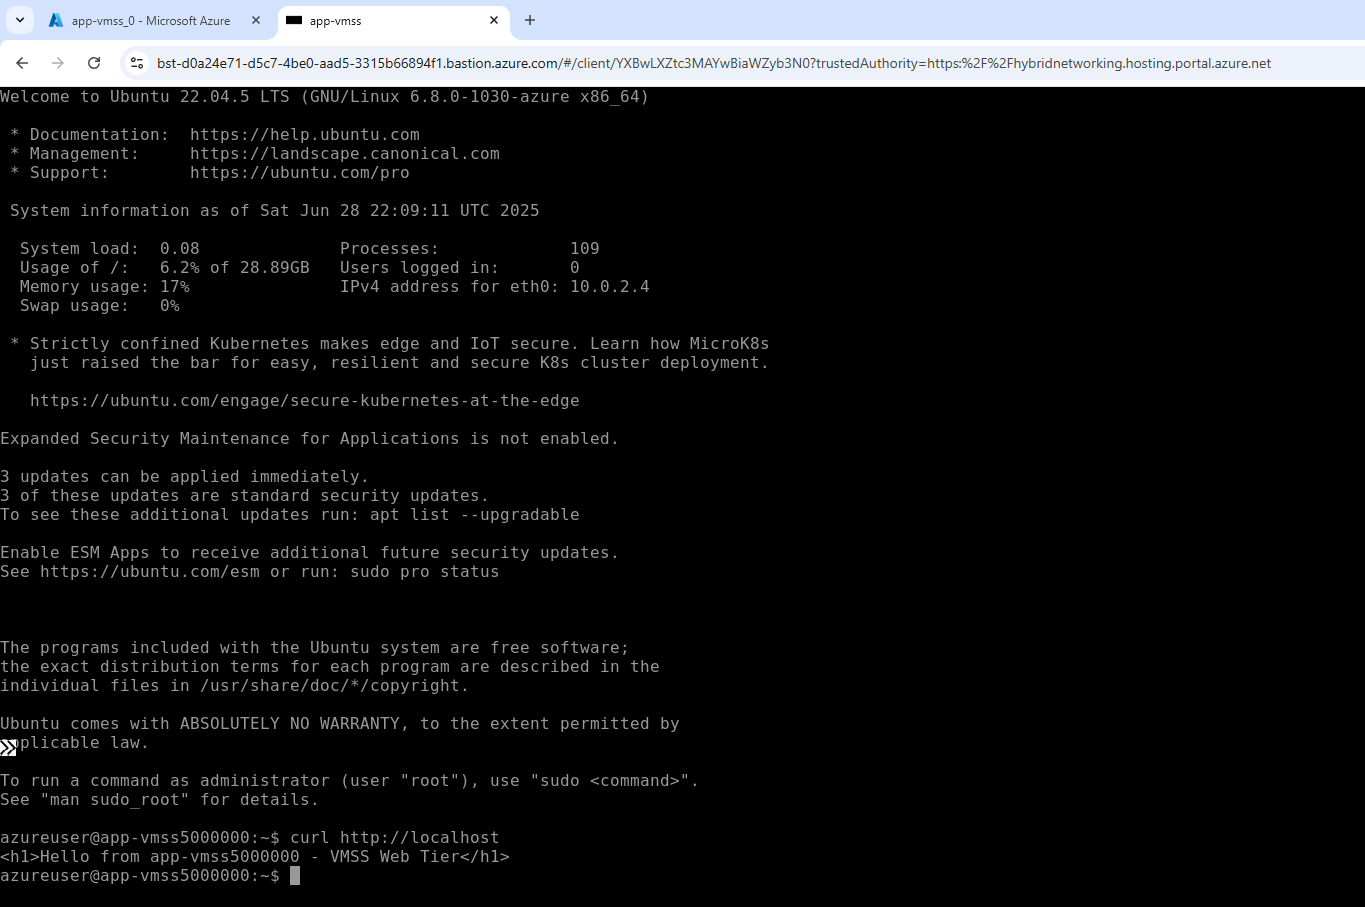 app-vmss_0 - Microsoft Azure
app-vmss
bst-d0a24e71-d5c7-4be0-aad5-3315b66894f1.bastion.azure.com/#/client/YXBwLXZtc3MAYwBiaWZyb3N0?trustedAuthority=https:%2F%2Fhybridnetworking.hosting.portal.azure.net
Welcome to Ubuntu 22.04.5 LTS (GNU/Linux 6.8.0-1030-azure x86_64)
* Documentation:  https://help.ubuntu.com
* Management:     https://landscape.canonical.com
* Support:        https://ubuntu.com/pro
System information as of Sat Jun 28 22:09:11 UTC 2025
System load:  0.08              Processes:             109
Usage of /:   6.2% of 28.89GB   Users logged in:       0
Memory usage: 17%               IPv4 address for eth0: 10.0.2.4
Swap usage:   0%
* Strictly confined Kubernetes makes edge and IoT secure. Learn how MicroK8s
just raised the bar for easy, resilient and secure K8s cluster deployment.
https://ubuntu.com/engage/secure-kubernetes-at-the-edge
Expanded Security Maintenance for Applications is not enabled.
3 updates can be applied immediately.
3 of these updates are standard security updates.
To see these additional updates run: apt list --upgradable
Enable ESM Apps to receive additional future security updates.
See https://ubuntu.com/esm or run: sudo pro status
The programs included with the Ubuntu system are free software;
the exact distribution terms for each program are described in the
individual files in /usr/share/doc/*/copyright.
Ubuntu comes with ABSOLUTELY NO WARRANTY, to the extent permitted by
applicable law.
To run a command as administrator (user "root"), use "sudo <command>".
See "man sudo_root" for details.
azureuser@app-vmss5000000:~$ curl http://localhost
<h1>Hello from app-vmss5000000 - VMSS Web Tier</h1>
azureuser@app-vmss5000000:~$